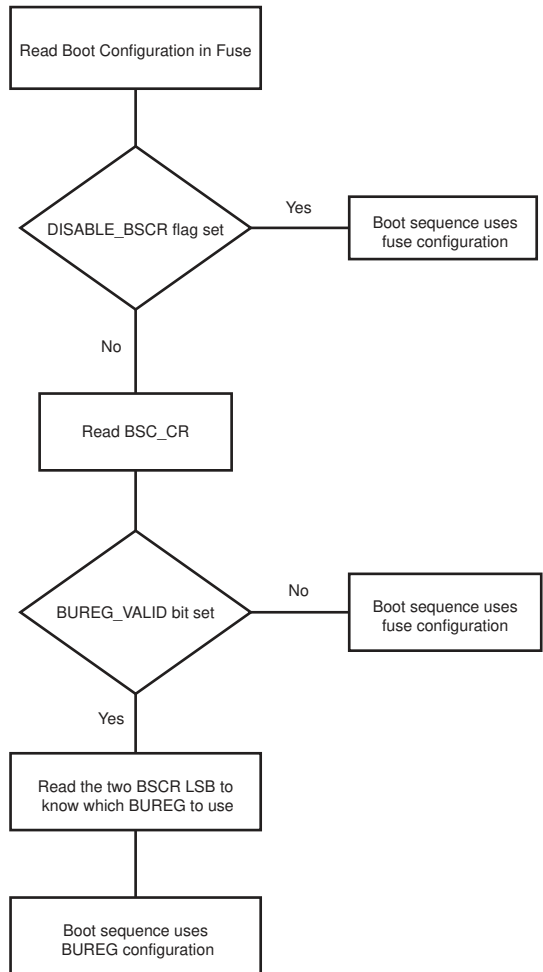 Read Boot Configuration in Fuse
DISABLE_BSCR flag set
Yes
Boot sequence uses
fuse configuration
No
Read BSC_CR
BUREG_VALID bit set
No
Boot sequence uses
fuse configuration
Yes
Read the two BSCR LSB to
know which BUREG to use
Boot sequence uses
BUREG configuration